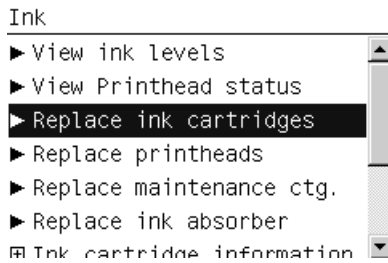 Ink
View ink levels
View Printhead status
Replace ink cartridges
Replace printheads
Replace maintenance ctg.
Replace ink absorber
Ink cartridge information